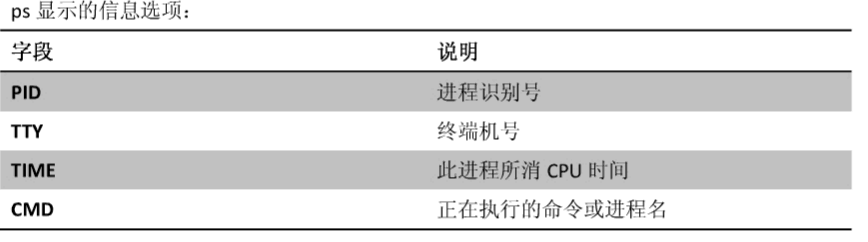 ps 显示的信息选项：
字段 说明
PID 进程识别号
TTY 终端机号
TIME 此进程所消 CPU 时间
CMD 正在执行的命令或进程名